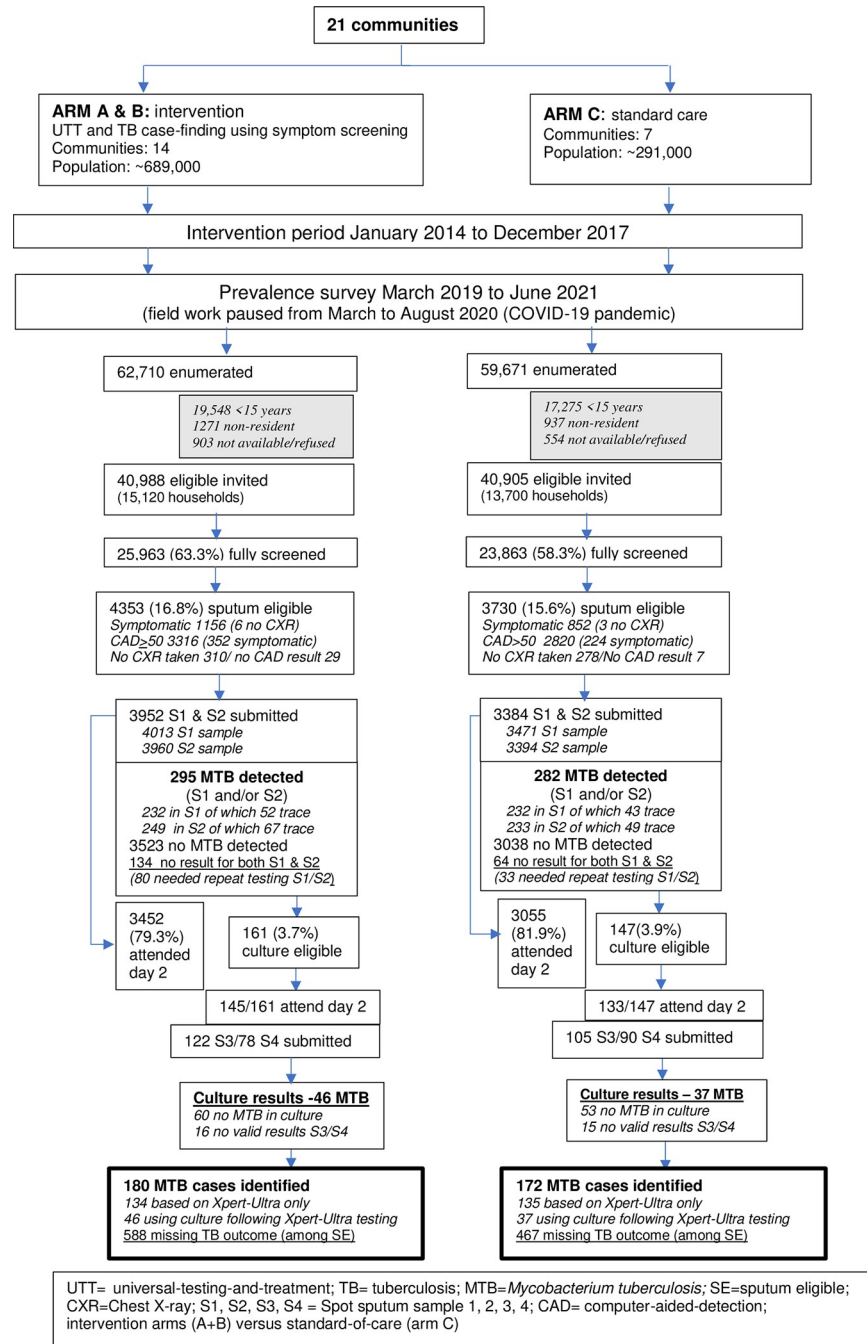 21 communities
ARM A & B: intervention
UTT and TB case-finding using symptom screening
Communities: 14
Population: ~689,000
ARM C: standard care
Communities: 7
Population: ~291,000
Intervention period January 2014 to December 2017
Prevalence survey March 2019 to June 2021
(field work paused from March to August 2020 (COVID-19 pandemic)
62,710 enumerated
19,548 <15 years
1271 non-resident
903 not available/refused
40,988 eligible invited
(15,120 households)
25,963 (63.3%) fully screened
4353 (16.8%) sputum eligible
Symptomatic 1156 (6 no CXR)
CAD≥50 3316 (352 symptomatic)
No CXR taken 310/ no CAD result 29
3952 S1 & S2 submitted
4013 S1 sample
3960 S2 sample
295 MTB detected
(S1 and/or S2)
232 in S1 of which 52 trace
249 in S2 of which 67 trace
3523 no MTB detected
134 no result for both S1 & S2
(80 needed repeat testing S1/S2)
3452
(79.3%)
attended
day 2
161 (3.7%)
culture eligible
145/161 attend day 2
122 S3/78 S4 submitted
Culture results -46 MTB
60 no MTB in culture
16 no valid results S3/S4
180 MTB cases identified
134 based on Xpert-Ultra only
46 using culture following Xpert-Ultra testing
588 missing TB outcome (among SE)
59,671 enumerated
17,275 <15 years
937 non-resident
554 not available/refused
40,905 eligible invited
(13,700 households)
23,863 (58.3%) fully screened
3730 (15.6%) sputum eligible
Symptomatic 852 (3 no CXR)
CAD>50 2820 (224 symptomatic)
No CXR taken 278/No CAD result 7
3384 S1 & S2 submitted
3471 S1 sample
3394 S2 sample
282 MTB detected
(S1 and/or S2)
232 in S1 of which 43 trace
233 in S2 of which 49 trace
3038 no MTB detected
64 no result for both S1 & S2
(33 needed repeat testing S1/S2)
3055
(81.9%)
attended
day 2
147(3.9%)
culture eligible
133/147 attend day 2
105 S3/90 S4 submitted
Culture results – 37 MTB
53 no MTB in culture
15 no valid results S3/S4
172 MTB cases identified
135 based on Xpert-Ultra only
37 using culture following Xpert-Ultra testing
467 missing TB outcome (among SE)
UTT= universal-testing-and-treatment; TB= tuberculosis; MTB=Mycobacterium tuberculosis; SE=sputum eligible;
CXR=Chest X-ray; S1, S2, S3, S4 = Spot sputum sample 1, 2, 3, 4; CAD= computer-aided-detection;
intervention arms (A+B) versus standard-of-care (arm C)